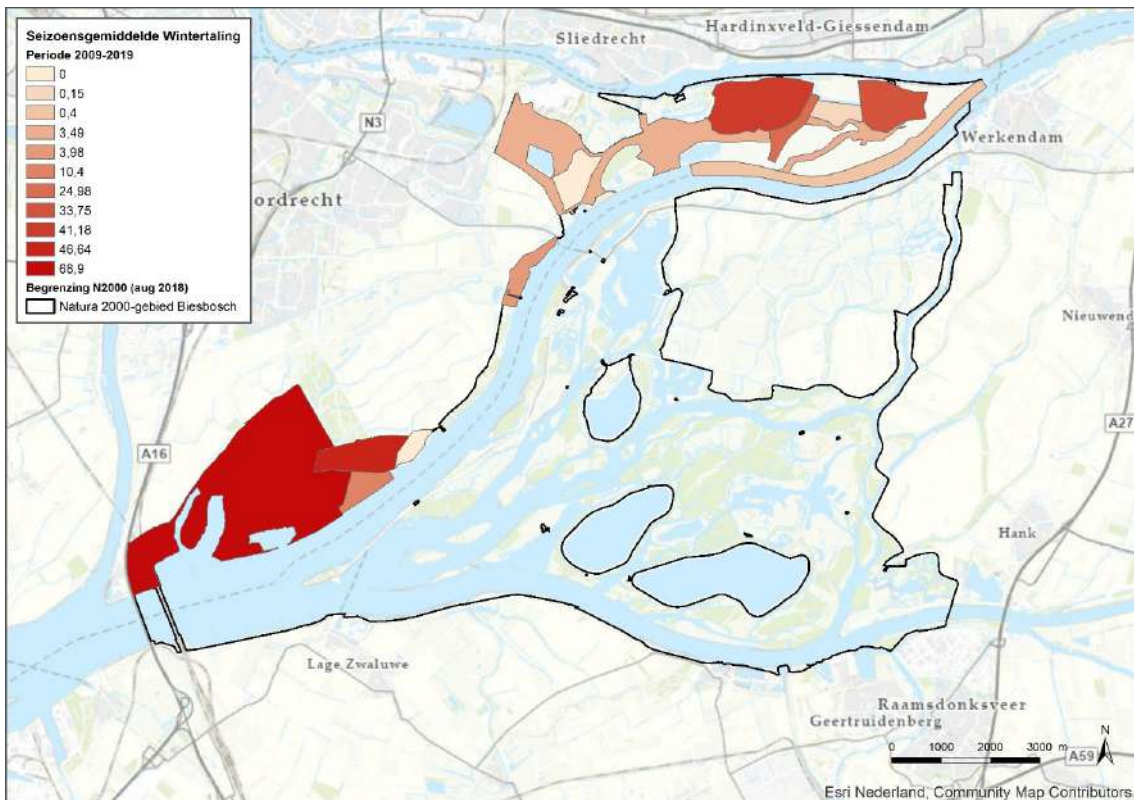 Seizoensgemiddelde Wintertaling
Periode 2009-2019
0
0,15
0,4
3,49
3,98
10,4
24,98
33,75
41,18
46,64
68,9
Begrenzing N2000 (aug 2018)
Natura 2000-gebied Biesbosch
Hardinxveld-Giessendam
Sliedrecht
N3
Werkendam
ordrecht
Nieuwend
A16
A27
Hank
Lage Zwaluwe
Raamsdonksveer
Geertruidenberg
N
0 1000 2000 3000 m
A59
Esri Nederland, Community Map Contributors